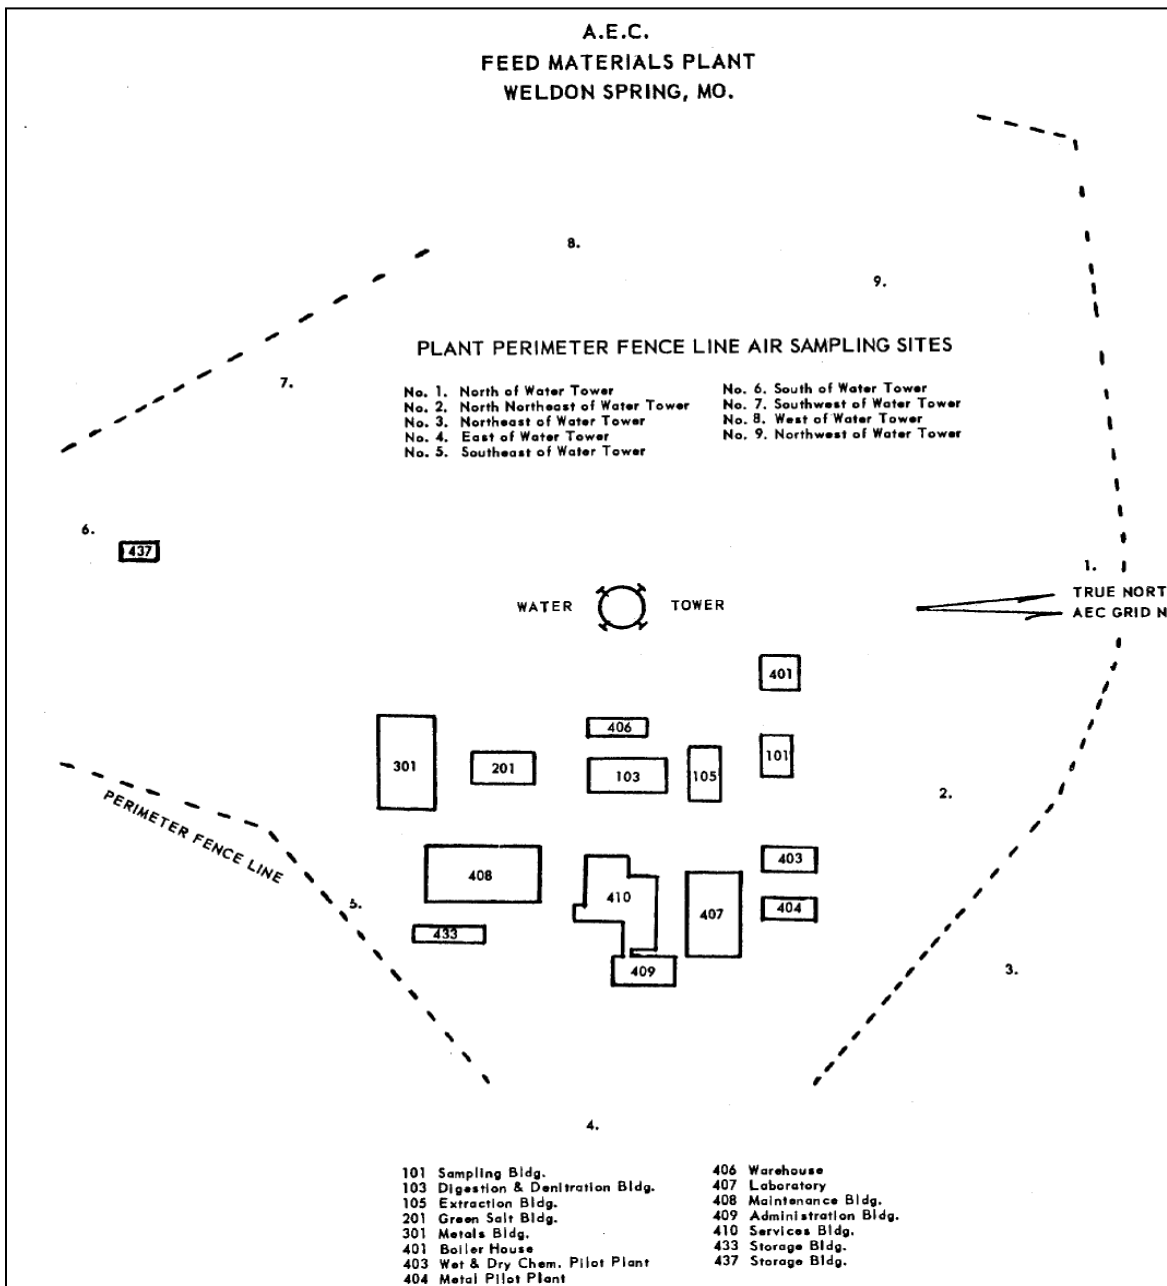 A.E.C.
FEED MATERIALS PLANT
WELDON SPRING, MO.
8.
9.
PLANT PERIMETER FENCE LINE AIR SAMPLING SITES
7.
No. 1. North of Water Tower
No. 2. North Northeast of Water Tower
No. 3. Northeast of Water Tower
No. 4. East of Water Tower
No. 5. Southeast of Water Tower
No. 6. South of Water Tower
No. 7. Southwest of Water Tower
No. 8. West of Water Tower
No. 9. Northwest of Water Tower
6.
437
1.
WATER TOWER
TRUE NORT
AEC GRID N
401
406
301
201
103
105
101
2.
PERIMETER FENCE LINE
403
408
410
404
407
5.
433
409
3.
4.
101 Sampling Bldg.
103 Digestion & Denitration Bldg.
105 Extraction Bldg.
201 Green Salt Bldg.
301 Metals Bldg.
401 Boiler House
403 Wet & Dry Chem. Pilot Plant
404 Metal Pilot Plant
406 Warehouse
407 Laboratory
408 Maintenance Bldg.
409 Administration Bldg.
410 Services Bldg.
433 Storage Bldg.
437 Storage Bldg.